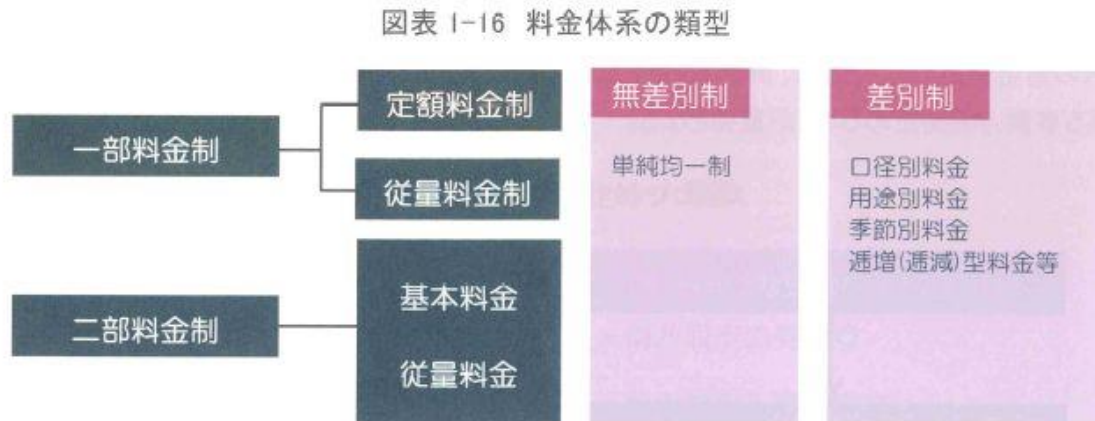 図表 1-16 料金体系の類型
一部料金制
定額料金制
従量料金制
二部料金制
基本料金
従量料金
無差別制
単純均一制
差別制
口径別料金
用途別料金
季節別料金
逓増(逓減)型料金等